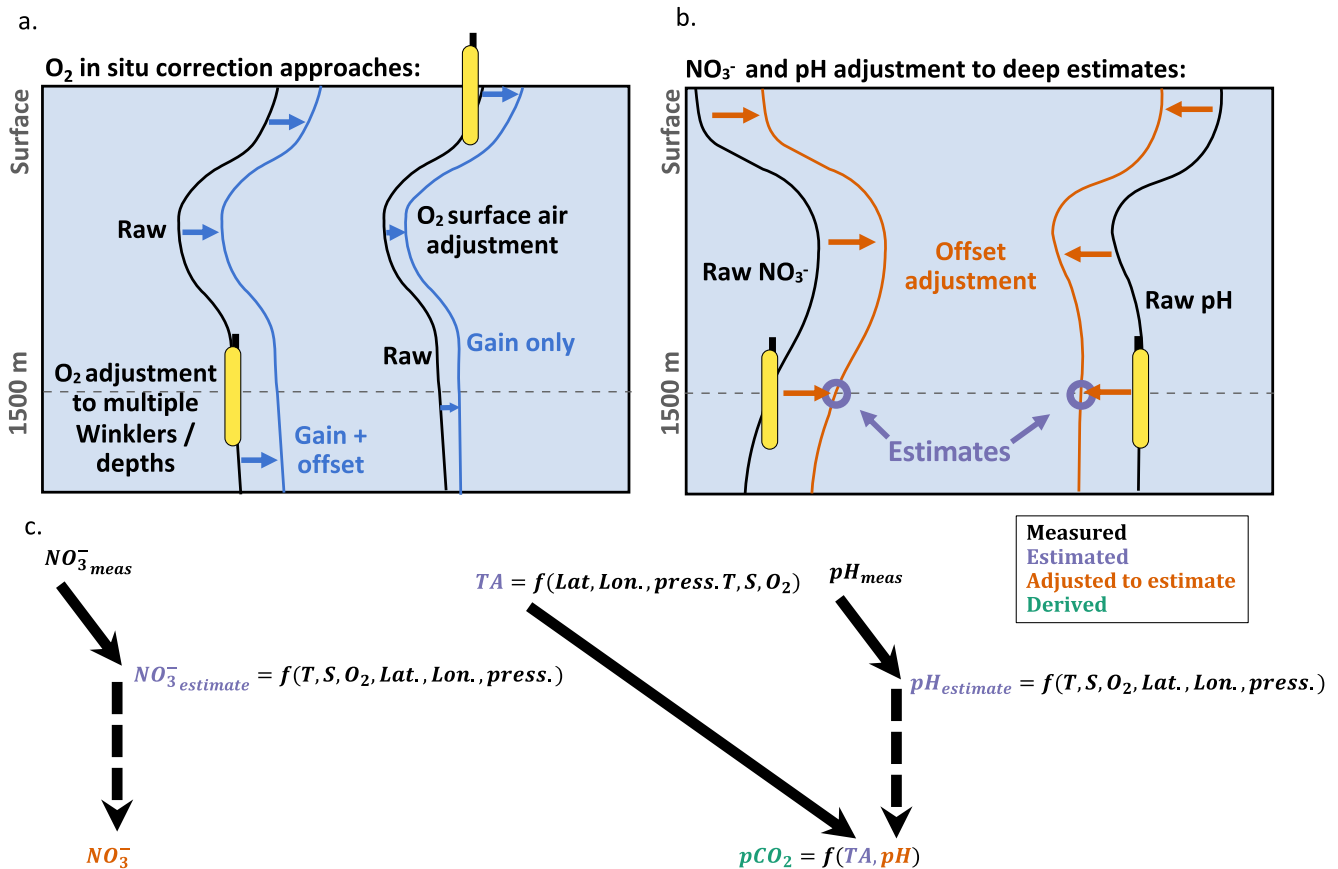 a.
O₂ in situ correction approaches:
Surface
1500 m
Raw
O₂ surface air
adjustment
Raw
Gain only
O₂ adjustment
to multiple
Winklers /
depths
Gain +
offset
b.
NO₃⁻ and pH adjustment to deep estimates:
Surface
1500 m
Raw NO₃⁻
Offset
adjustment
Raw pH
Estimates
c.
Measured
Estimated
Adjusted to estimate
Derived
NO₃⁻meas
TA = f(Lat, Lon., press. T, S, O₂)
pHmeas
NO₃⁻estimate = f(T, S, O₂, Lat., Lon., press.)
pHestimate = f(T, S, O₂, Lat., Lon., press.)
NO₃⁻
pCO₂ = f(TA, pH)